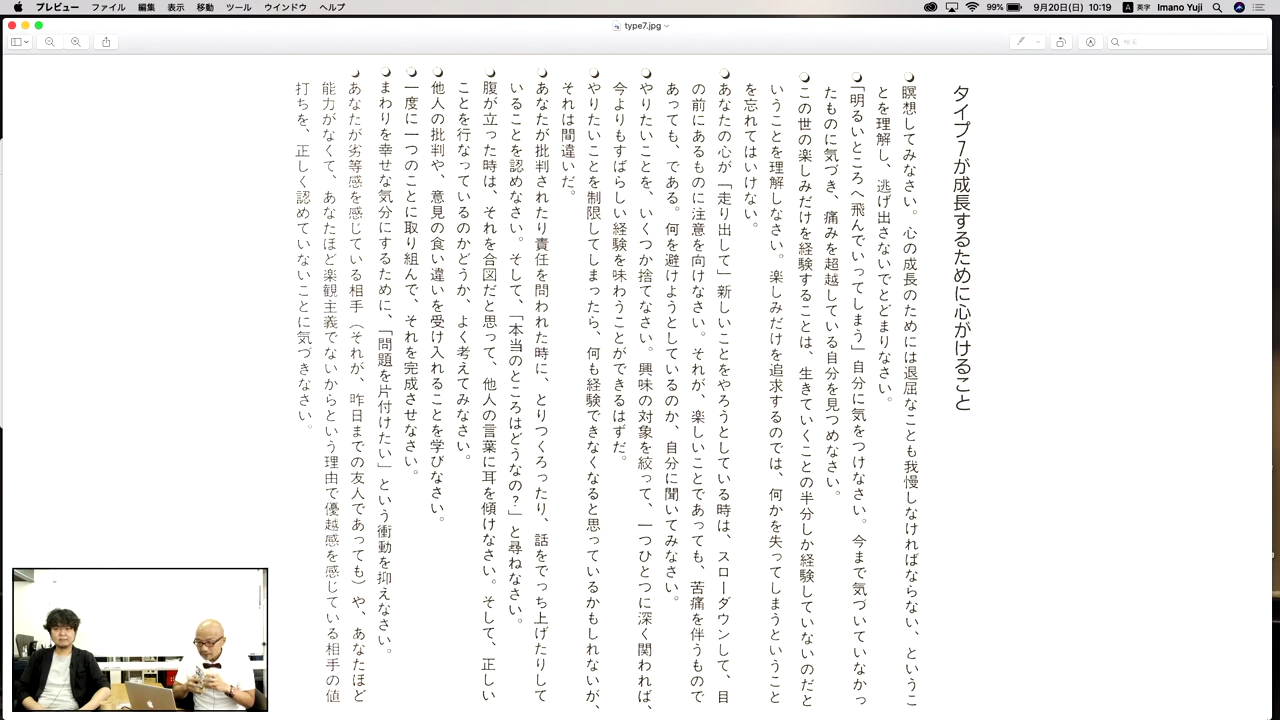 プレビュー ファイル 編集 表示 移動 ツール ウインドウ ヘルプ
99% 9月20日(日) 10:19 A 英字 Imano Yuji
type7.jpg
検索
タイプ7が成長するために心がけること
瞑想してみなさい。心の成長のためには退屈なことも我慢しなければならない、というこ
とを理解し、逃げ出さないでとどまりなさい。
「明るいところへ飛んでいってしまう」自分に気をつけなさい。今まで気づいていなかっ
たものに気づき、痛みを超越している自分を見つめなさい。
この世の楽しみだけを経験することは、生きていくことの半分しか経験していないのだと
いうことを理解しなさい。楽しみだけを追求するのでは、何かを失ってしまうということ
を忘れてはいけない。
あなたの心が「走り出して」新しいことをやろうとしている時は、スローダウンして、目
の前にあるものに注意を向けなさい。それが、楽しいことであっても、苦痛を伴うもので
あっても、である。何を避けようとしているのか、自分に聞いてみなさい。
やりたいことを、いくつか捨てなさい。興味の対象を絞って、一つひとつに深く関われば、
今よりもすばらしい経験を味わうことができるはずだ。
やりたいことを制限してしまったら、何も経験できなくなると思っているかもしれないが、
それは間違いだ。
あなたが批判されたり責任を問われた時に、とりつくろったり、話をでっち上げたりして
いることを認めなさい。そして、「本当のところはどうなの?」と尋ねなさい。
腹が立った時は、それを合図だと思って、他人の言葉に耳を傾けなさい。そして、正しい
ことを行なっているのかどうか、よく考えてみなさい。
他人の批判や、意見の食い違いを受け入れることを学びなさい。
一度に一つのことに取り組んで、それを完成させなさい。
まわりを幸せな気分にするために、「問題を片付けたい」という衝動を抑えなさい。
あなたが劣等感を感じている相手(それが、昨日までの友人であっても)や、あなたほど
能力がなくて、あなたほど楽観主義でないからという理由で優越感を感じている相手の値
打ちを、正しく認めていないことに気づきなさい。